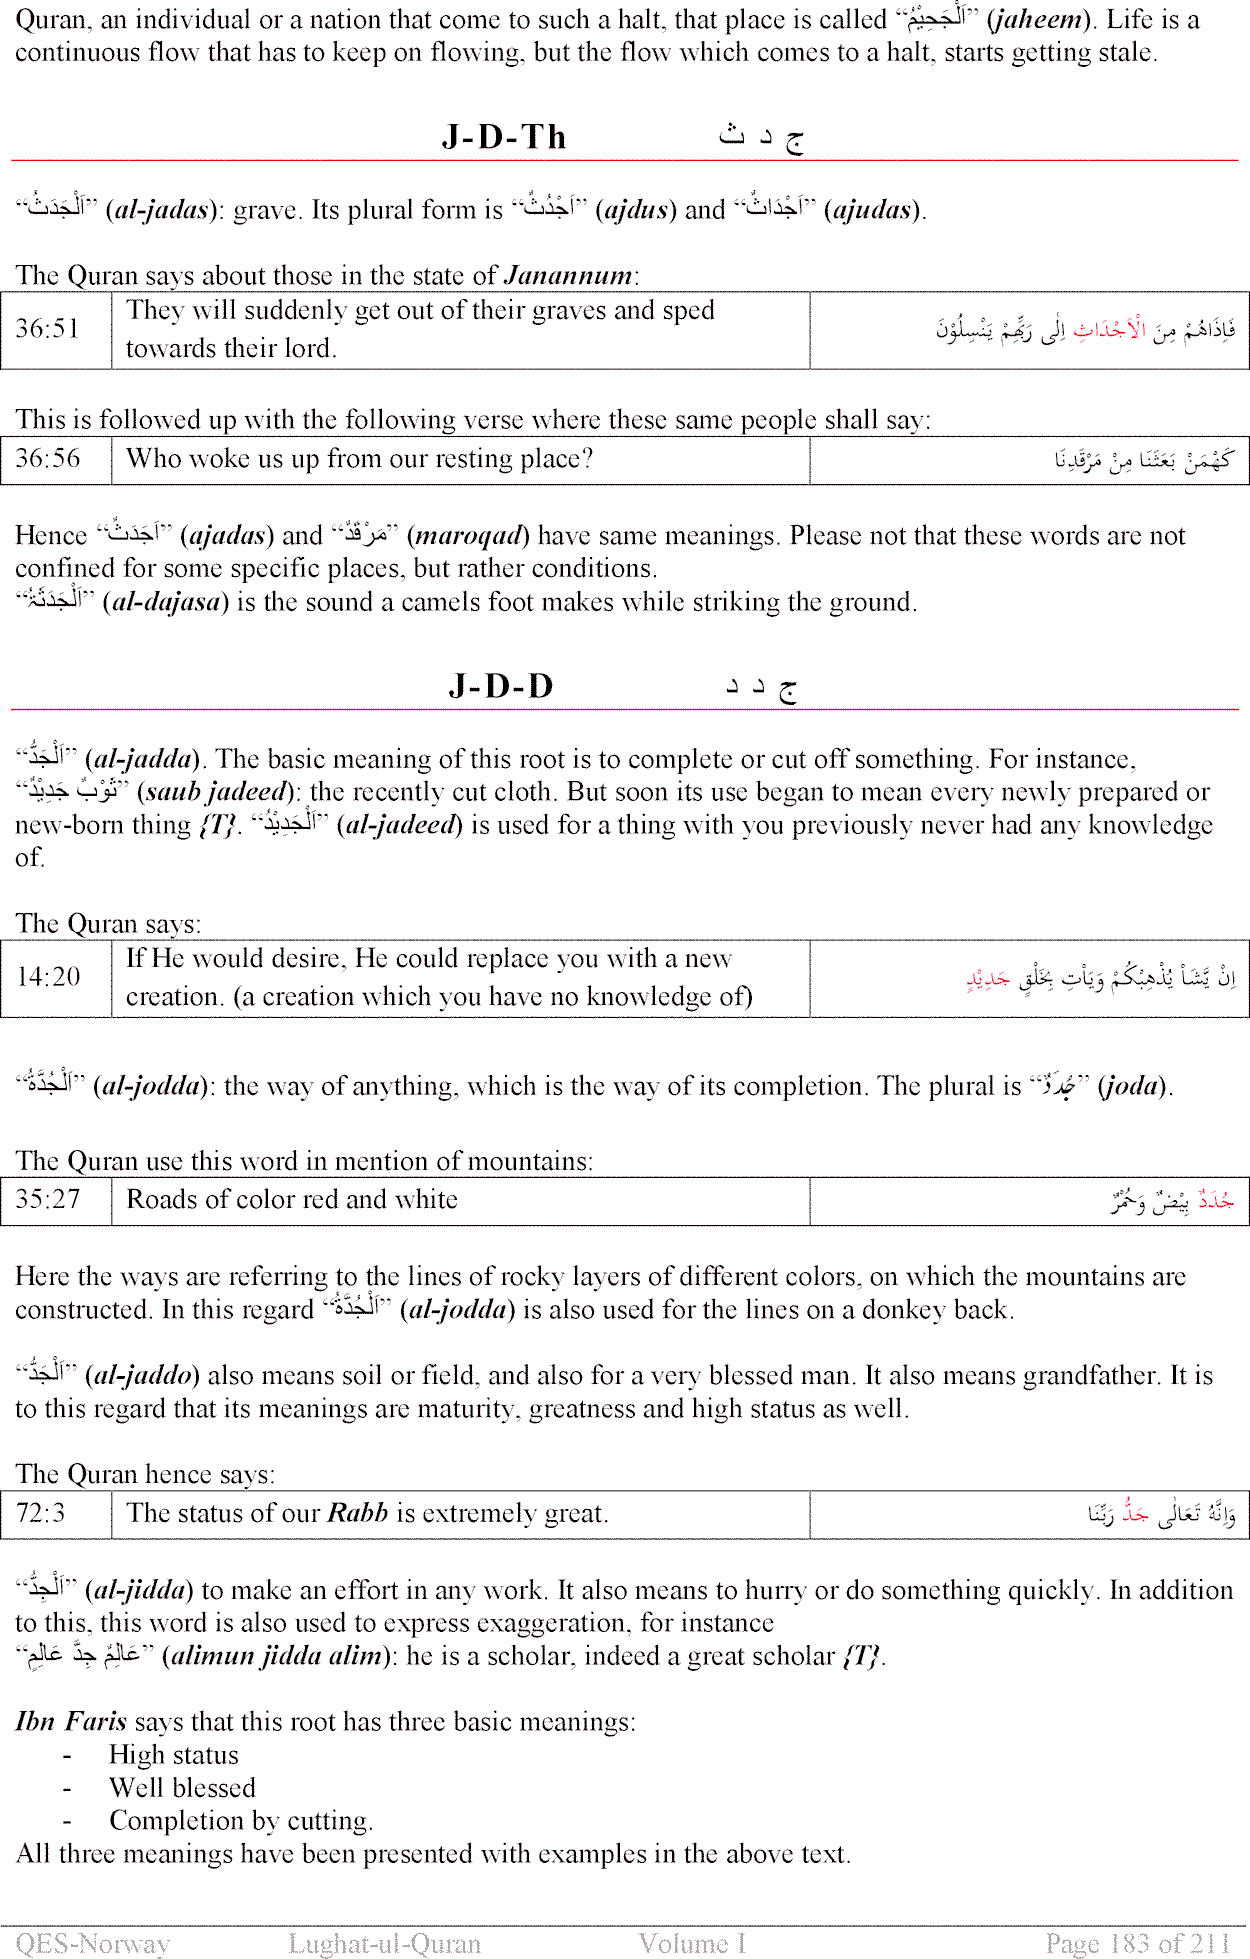 Quran, an individual or a nation that come to such a halt, that place is called “اَلْجَحِيْمُ” (jaheem). Life is a
continuous flow that has to keep on flowing, but the flow which comes to a halt, starts getting stale.
J-D-Th ج د ث
“اَلْجَدَثُ” (al-jadas): grave. Its plural form is “اَجْدُثٌ” (ajdus) and “اَجْدَاثٌ” (ajudas).
The Quran says about those in the state of Janannum:
36:51 They will suddenly get out of their graves and sped towards their lord. فَاِذَاهُمْ مِنَ الْاَجْدَاثِ اِلٰى رَبِّهِمْ يَنْسِلُوْنَ
This is followed up with the following verse where these same people shall say:
36:56 Who woke us up from our resting place? كَهْمَنْ بَعَثَنَا مِنْ مَرْقَدِنَا
Hence “اَجَدَثٌ” (ajadas) and “مَرْقَدٌ” (maroqad) have same meanings. Please not that these words are not
confined for some specific places, but rather conditions.
“اَلْجَدَثَۃُ” (al-dajasa) is the sound a camels foot makes while striking the ground.
J-D-D ج د د
“اَلْجَدُّ” (al-jadda). The basic meaning of this root is to complete or cut off something. For instance,
“ثَوْبٌ جَدِيْدٌ” (saub jadeed): the recently cut cloth. But soon its use began to mean every newly prepared or
new-born thing {T}. “اَلْجَدِيْدُ” (al-jadeed) is used for a thing with you previously never had any knowledge
of.
The Quran says:
14:20 If He would desire, He could replace you with a new creation. (a creation which you have no knowledge of) اِنْ يَّشَاْ يُذْهِبْكُمْ وَيَأْتِ بِخَلْقٍ جَدِيْدٍ
“اَلْجُدَّۃُ” (al-jodda): the way of anything, which is the way of its completion. The plural is “جُدَدٌ” (joda).
The Quran use this word in mention of mountains:
35:27 Roads of color red and white جُدَدٌ بِيْضٌ وَحُمْرٌ
Here the ways are referring to the lines of rocky layers of different colors, on which the mountains are
constructed. In this regard “اَلْجُدَّۃُ” (al-jodda) is also used for the lines on a donkey back.
“اَلْجَدُّ” (al-jaddo) also means soil or field, and also for a very blessed man. It also means grandfather. It is
to this regard that its meanings are maturity, greatness and high status as well.
The Quran hence says:
72:3 The status of our Rabb is extremely great. وَاِنَّهُ تَعَالٰى جَدُّ رَبِّنَا
“اَلْجِدُّ” (al-jidda) to make an effort in any work. It also means to hurry or do something quickly. In addition
to this, this word is also used to express exaggeration, for instance
“عَالِمٌ جِدَّ عَالِمٍ” (alimun jidda alim): he is a scholar, indeed a great scholar {T}.
Ibn Faris says that this root has three basic meanings:
- High status
- Well blessed
- Completion by cutting.
All three meanings have been presented with examples in the above text.
QES-Norway Lughat-ul-Quran Volume I Page 183 of 211